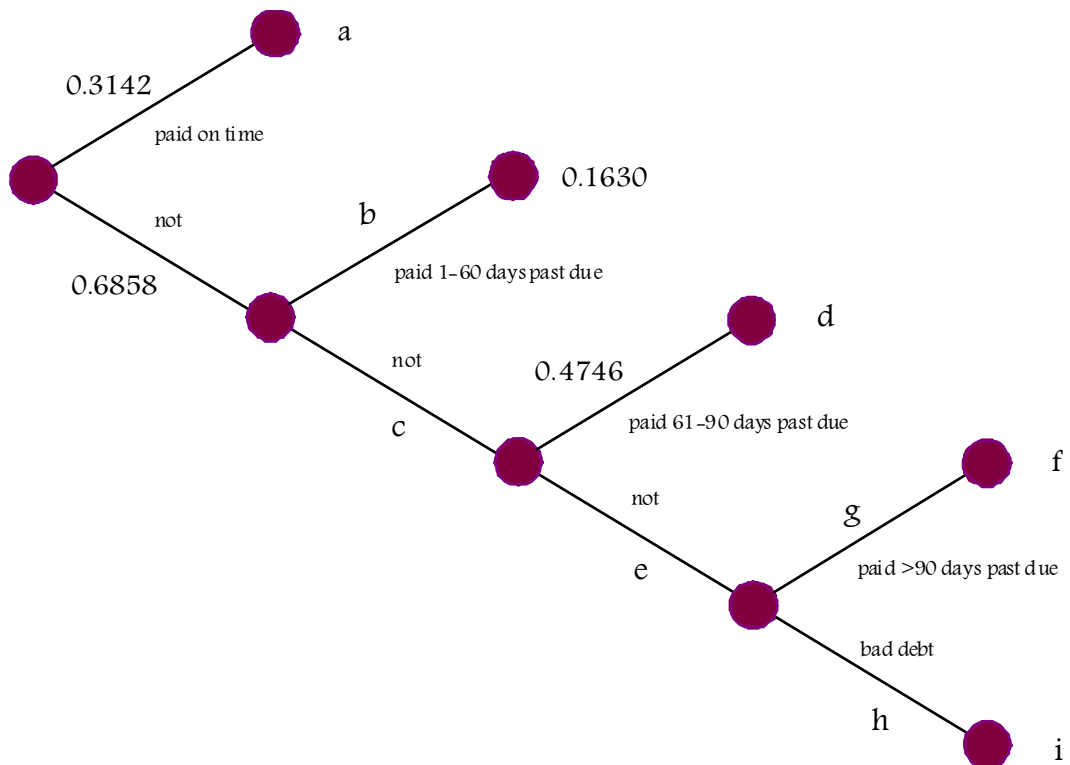 a
0.3142
paid on time
0.1630
b
not
paid 1-60 days past due
0.6858
d
not
0.4746
c
paid 61-90 days past due
f
not
g
e
paid >90 days past due
bad debt
h
i